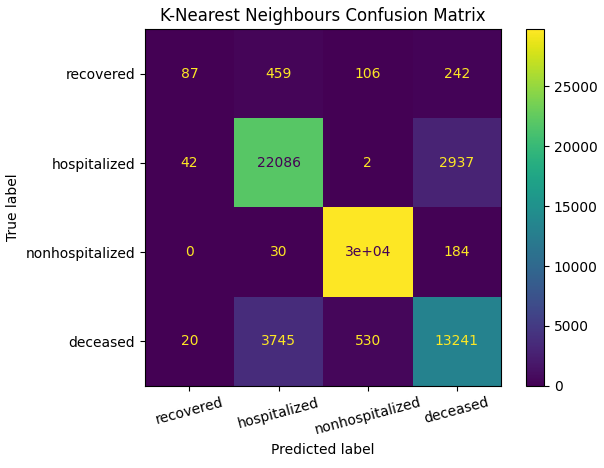 K-Nearest Neighbours Confusion Matrix
recovered 87 459 106 242
hospitalized 42 22086 2 2937
nonhospitalized 0 30 3e+04 184
deceased 20 3745 530 13241
recovered hospitalized nonhospitalized deceased
Predicted label
True label
25000
20000
15000
10000
5000
0